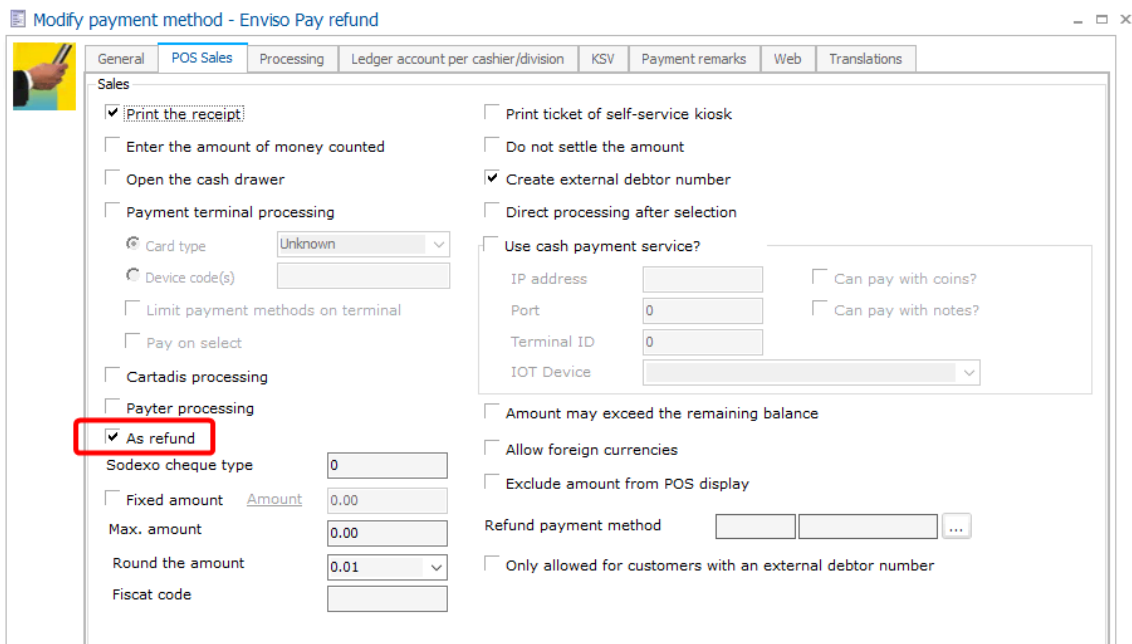 Modify payment method - Enviso Pay refund
General POS Sales Processing Ledger account per cashier/division KSV Payment remarks Web Translations
Sales
Print the receipt
Enter the amount of money counted
Open the cash drawer
Payment terminal processing
Card type Unknown
Device code(s)
Limit payment methods on terminal
Pay on select
Cartadis processing
Payter processing
As refund
Sodexo cheque type 0
Fixed amount Amount 0.00
Max. amount 0.00
Round the amount 0.01
Fiscat code
Print ticket of self-service kiosk
Do not settle the amount
Create external debtor number
Direct processing after selection
Use cash payment service?
IP address Can pay with coins?
Port 0 Can pay with notes?
Terminal ID 0
IOT Device
Amount may exceed the remaining balance
Allow foreign currencies
Exclude amount from POS display
Refund payment method ...
Only allowed for customers with an external debtor number